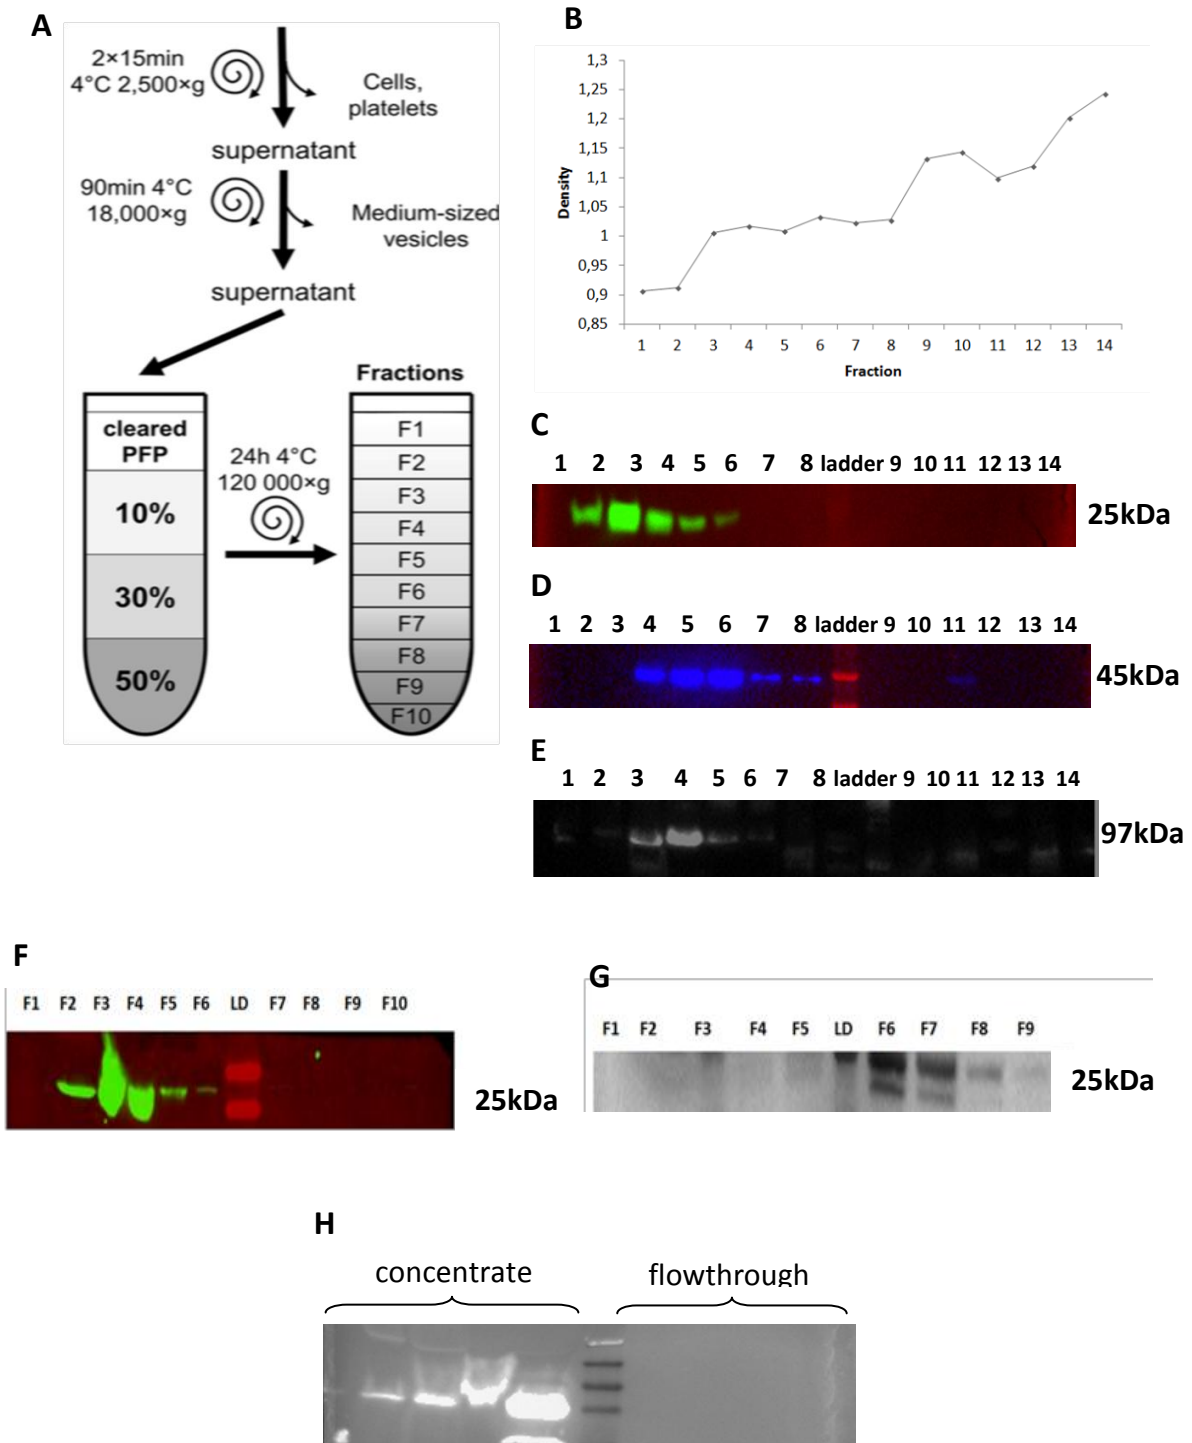 A
2×15min
4°C 2,500×g
Cells,
platelets
supernatant
90min 4°C
18,000×g
Medium-sized
vesicles
supernatant
Fractions
cleared
PFP
10%
30%
50%
24h 4°C
120 000×g
F1
F2
F3
F4
F5
F6
F7
F8
F9
F10
B
1,3
1,25
1,2
1,15
1,1
1,05
1
0,95
0,9
0,85
Density
1 2 3 4 5 6 7 8 9 10 11 12 13 14
Fraction
C
1 2 3 4 5 6 7 8 ladder 9 10 11 12 13 14
25kDa
D
1 2 3 4 5 6 7 8 ladder 9 10 11 12 13 14
45kDa
E
1 2 3 4 5 6 7 8 ladder 9 10 11 12 13 14
97kDa
F
F1 F2 F3 F4 F5 F6 LD F7 F8 F9 F10
25kDa
G
F1 F2 F3 F4 F5 LD F6 F7 F8 F9
25kDa
H
concentrate flowthrough